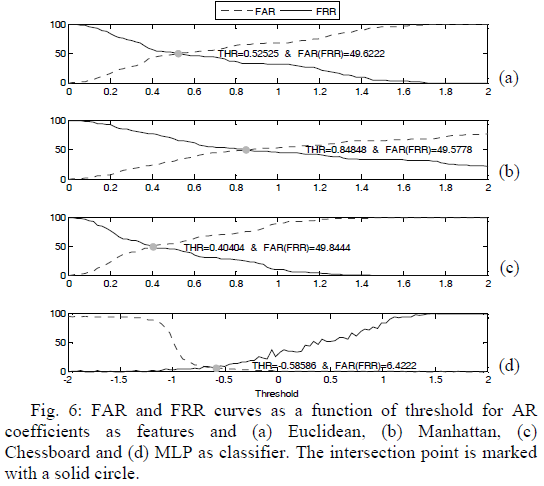 FAR FRR
100
50
0
THR=0.52525 & FAR(FRR)=49.6222
0 0.2 0.4 0.6 0.8 1 1.2 1.4 1.6 1.8 2
(a)
100
50
0
THR=0.84848 & FAR(FRR)=49.5778
0 0.2 0.4 0.6 0.8 1 1.2 1.4 1.6 1.8 2
(b)
100
50
0
THR=0.40404 & FAR(FRR)=49.8444
0 0.2 0.4 0.6 0.8 1 1.2 1.4 1.6 1.8 2
(c)
100
50
0
THR=-0.58586 & FAR(FRR)=6.4222
-2 -1.5 -1 -0.5 0 0.5 1 1.5 2
(d)
Threshold
Fig. 6: FAR and FRR curves as a function of threshold for AR
coefficients as features and (a) Euclidean, (b) Manhattan, (c)
Chessboard and (d) MLP as classifier. The intersection point is marked
with a solid circle.